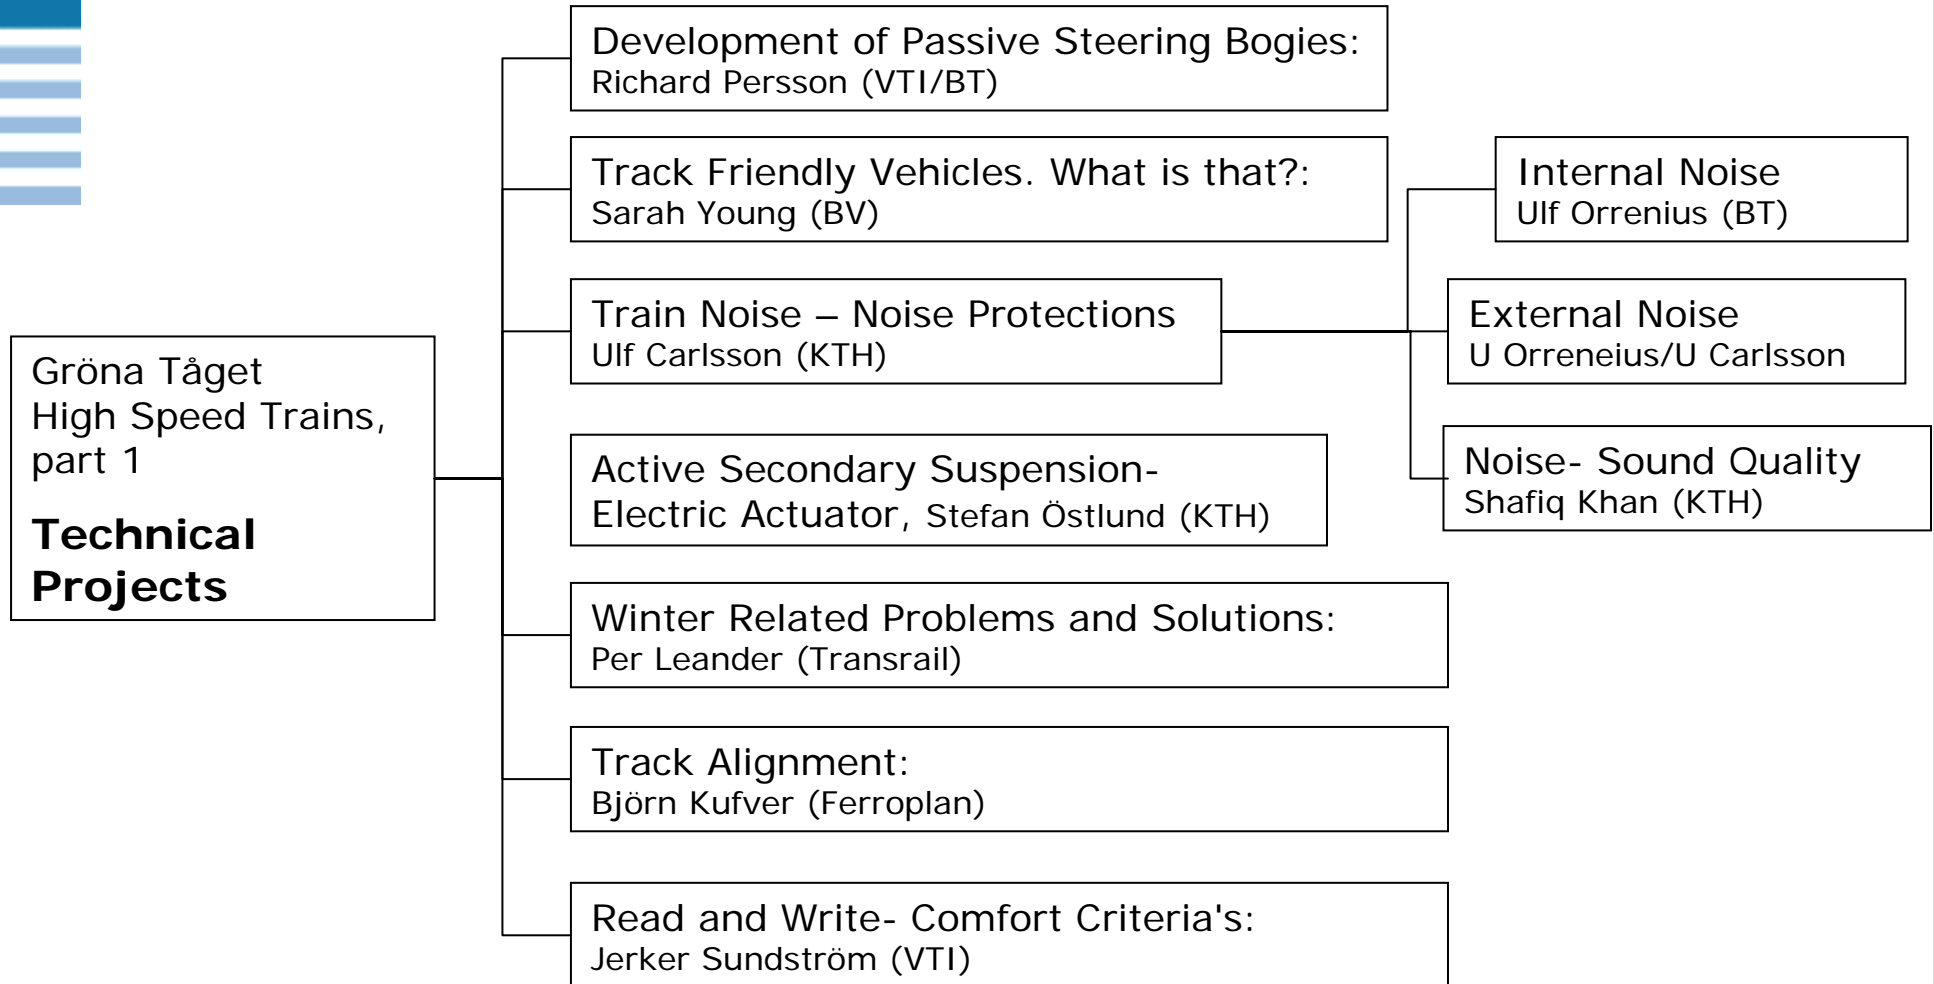 Gröna Tåget
High Speed Trains,
part 1
Technical
Projects
Development of Passive Steering Bogies:
Richard Persson (VTI/BT)
Track Friendly Vehicles. What is that?:
Sarah Young (BV)
Train Noise – Noise Protections
Ulf Carlsson (KTH)
Internal Noise
Ulf Orrenius (BT)
External Noise
U Orreneius/U Carlsson
Noise- Sound Quality
Shafiq Khan (KTH)
Active Secondary Suspension-
Electric Actuator, Stefan Östlund (KTH)
Winter Related Problems and Solutions:
Per Leander (Transrail)
Track Alignment:
Björn Kufver (Ferroplan)
Read and Write- Comfort Criteria's:
Jerker Sundström (VTI)